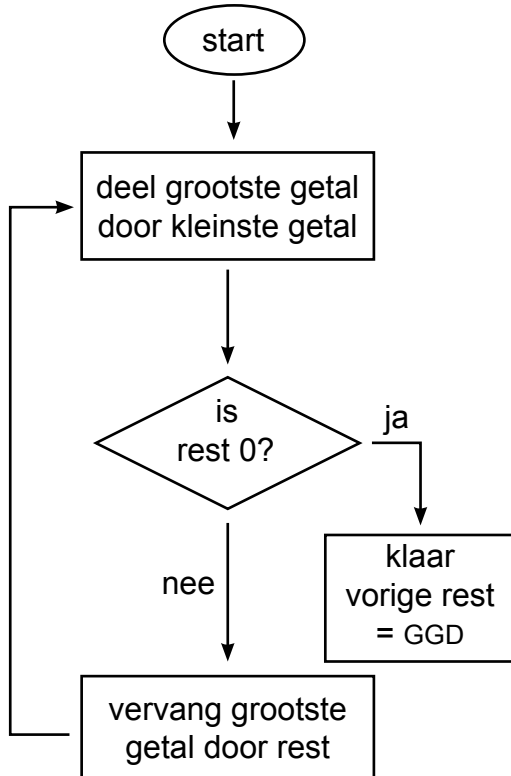 start
deel grootste getal
door kleinste getal
is
rest 0?
ja
nee
klaar
vorige rest
= GGD
vervang grootste
getal door rest